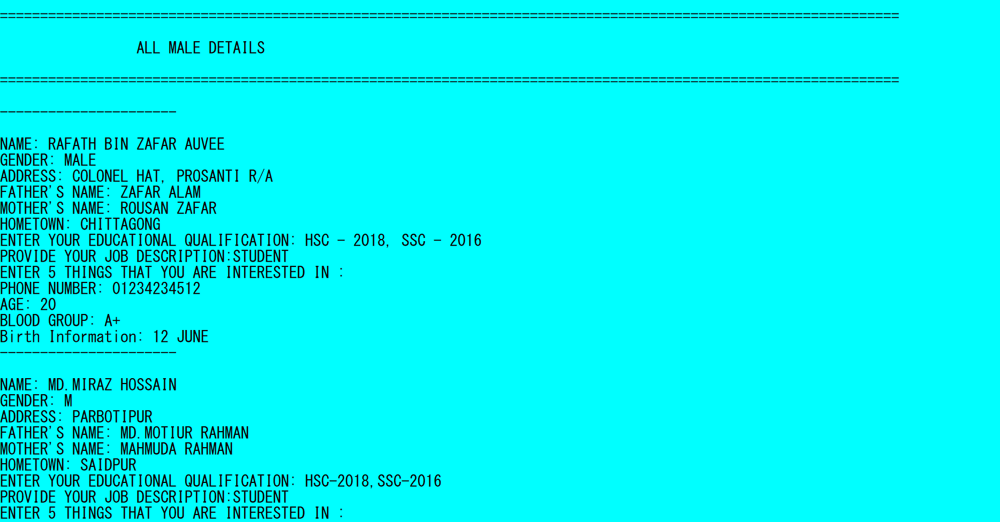 ================================================================================================================
ALL MALE DETAILS
================================================================================================================
----------------------
NAME: RAFATH BIN ZAFAR AUVEE
GENDER: MALE
ADDRESS: COLONEL HAT, PROSANTI R/A
FATHER'S NAME: ZAFAR ALAM
MOTHER'S NAME: ROUSAN ZAFAR
HOMETOWN: CHITTAGONG
ENTER YOUR EDUCATIONAL QUALIFICATION: HSC - 2018, SSC - 2016
PROVIDE YOUR JOB DESCRIPTION:STUDENT
ENTER 5 THINGS THAT YOU ARE INTERESTED IN :
PHONE NUMBER: 01234234512
AGE: 20
BLOOD GROUP: A+
Birth Information: 12 JUNE
----------------------
NAME: MD.MIRAZ HOSSAIN
GENDER: M
ADDRESS: PARBOTIPUR
FATHER'S NAME: MD.MOTIUR RAHMAN
MOTHER'S NAME: MAHMUDA RAHMAN
HOMETOWN: SAIDPUR
ENTER YOUR EDUCATIONAL QUALIFICATION: HSC-2018,SSC-2016
PROVIDE YOUR JOB DESCRIPTION:STUDENT
ENTER 5 THINGS THAT YOU ARE INTERESTED IN :